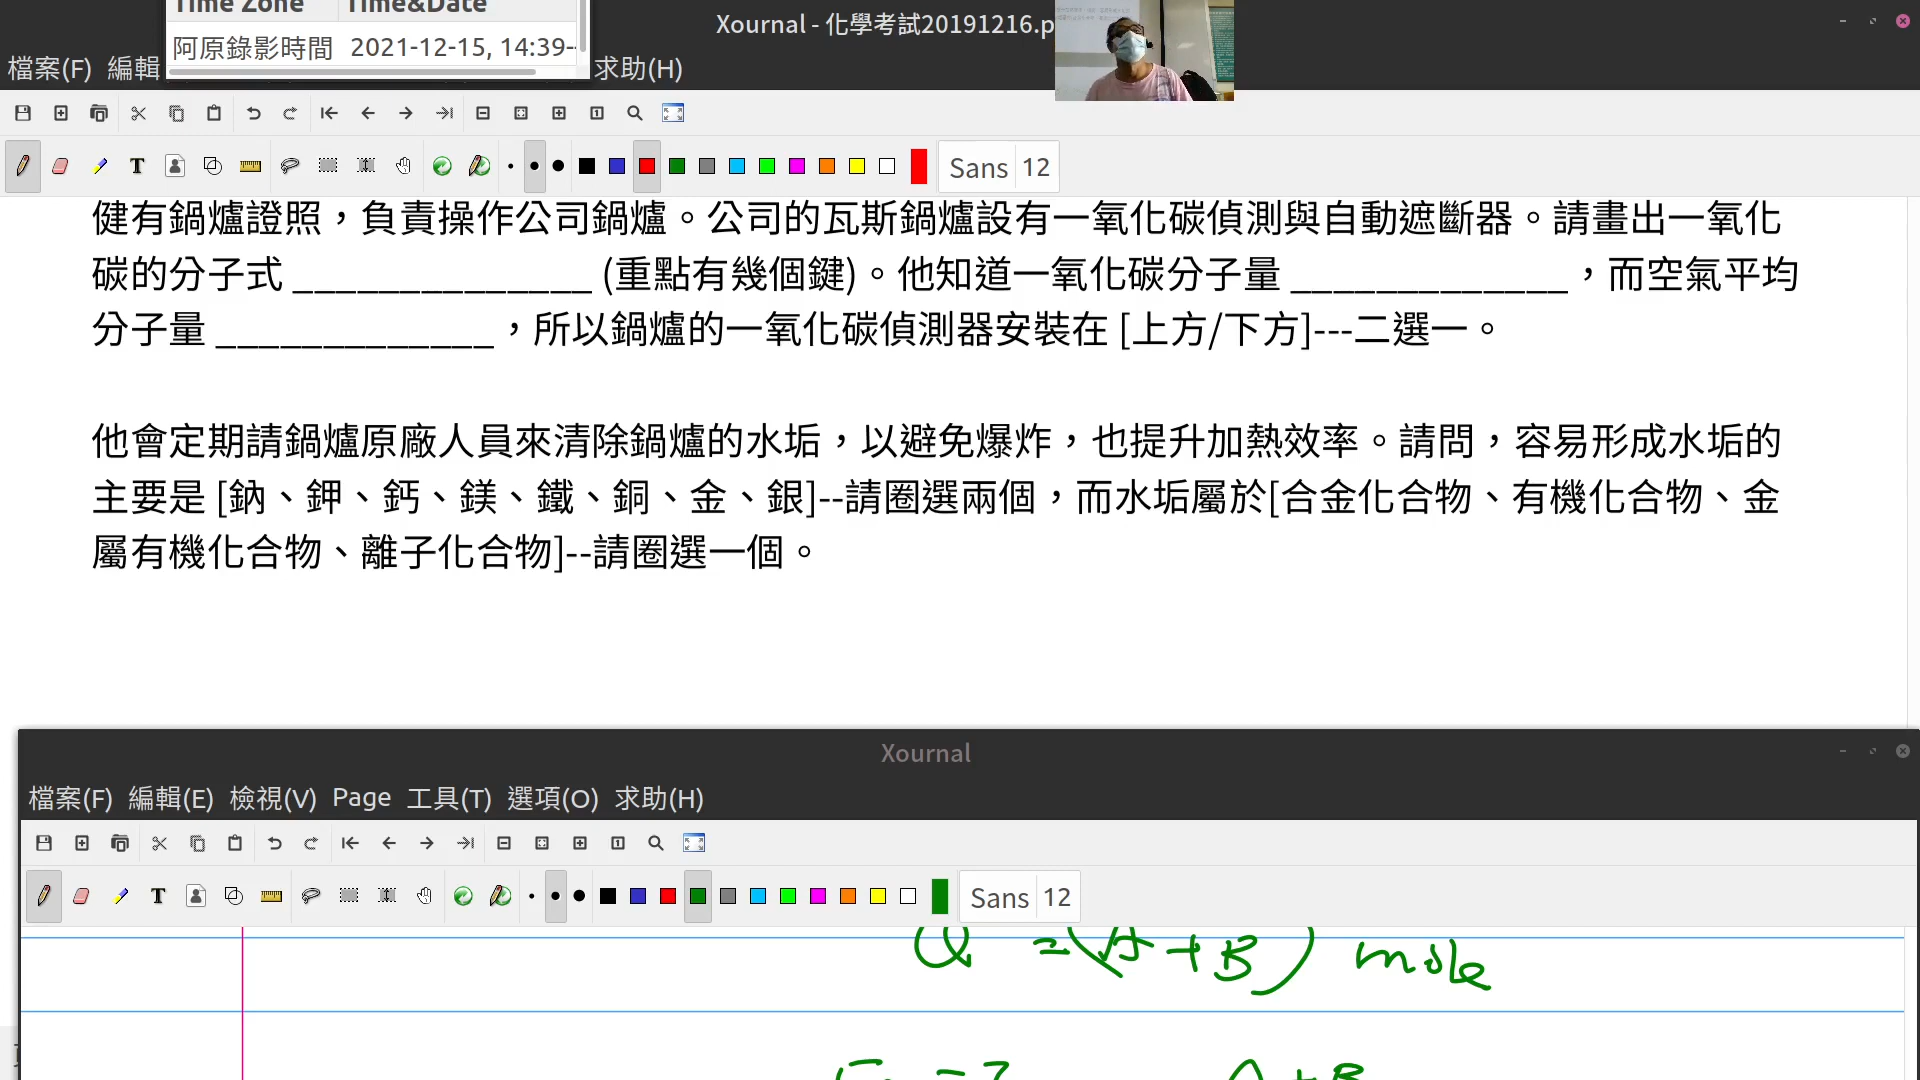 Time Zone Time&Date
阿原錄影時間 2021-12-15, 14:39-
Xournal - 化學考試20191216.p
檔案(F) 編輯 求助(H)
Sans 12
健有鍋爐證照，負責操作公司鍋爐。公司的瓦斯鍋爐設有一氧化碳偵測與自動遮斷器。請畫出一氧化
碳的分子式 ______________ (重點有幾個鍵)。他知道一氧化碳分子量 _____________，而空氣平均
分子量 _____________，所以鍋爐的一氧化碳偵測器安裝在 [上方/下方]---二選一。
他會定期請鍋爐原廠人員來清除鍋爐的水垢，以避免爆炸，也提升加熱效率。請問，容易形成水垢的
主要是 [鈉、鉀、鈣、鎂、鐵、銅、金、銀]--請圈選兩個，而水垢屬於[合金化合物、有機化合物、金
屬有機化合物、離子化合物]--請圈選一個。
Xournal
檔案(F) 編輯(E) 檢視(V) Page 工具(T) 選項(O) 求助(H)
Sans 12
Q =(A+B) mole
A+B